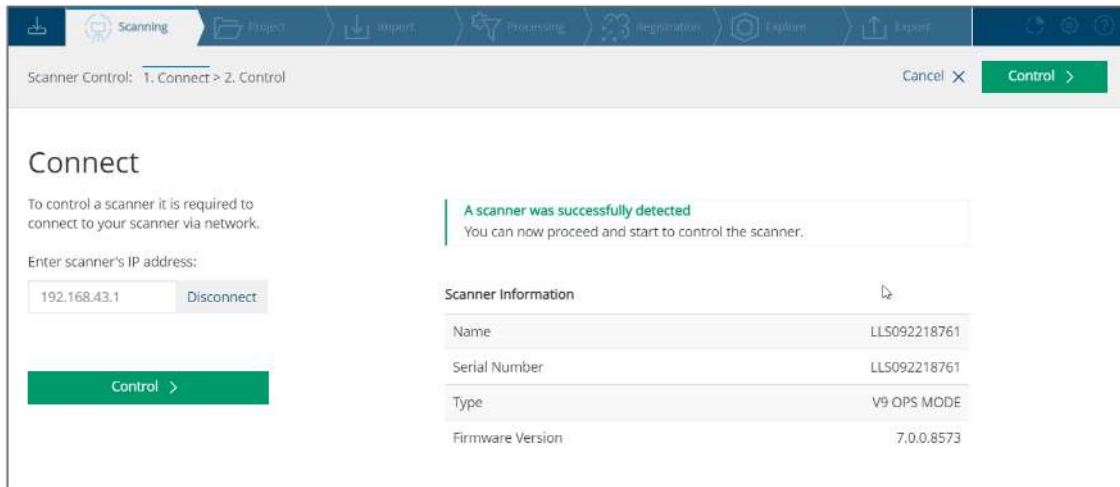 Scanning
Project
Import
Processing
Registration
Explore
Export
Scanner Control: 1. Connect > 2. Control
Cancel
Control
Connect
To control a scanner it is required to
connect to your scanner via network.
Enter scanner's IP address:
192.168.43.1
Disconnect
Control
A scanner was successfully detected
You can now proceed and start to control the scanner.
Scanner Information
Name LLS092218761
Serial Number LLS092218761
Type V9 OPS MODE
Firmware Version 7.0.0.8573